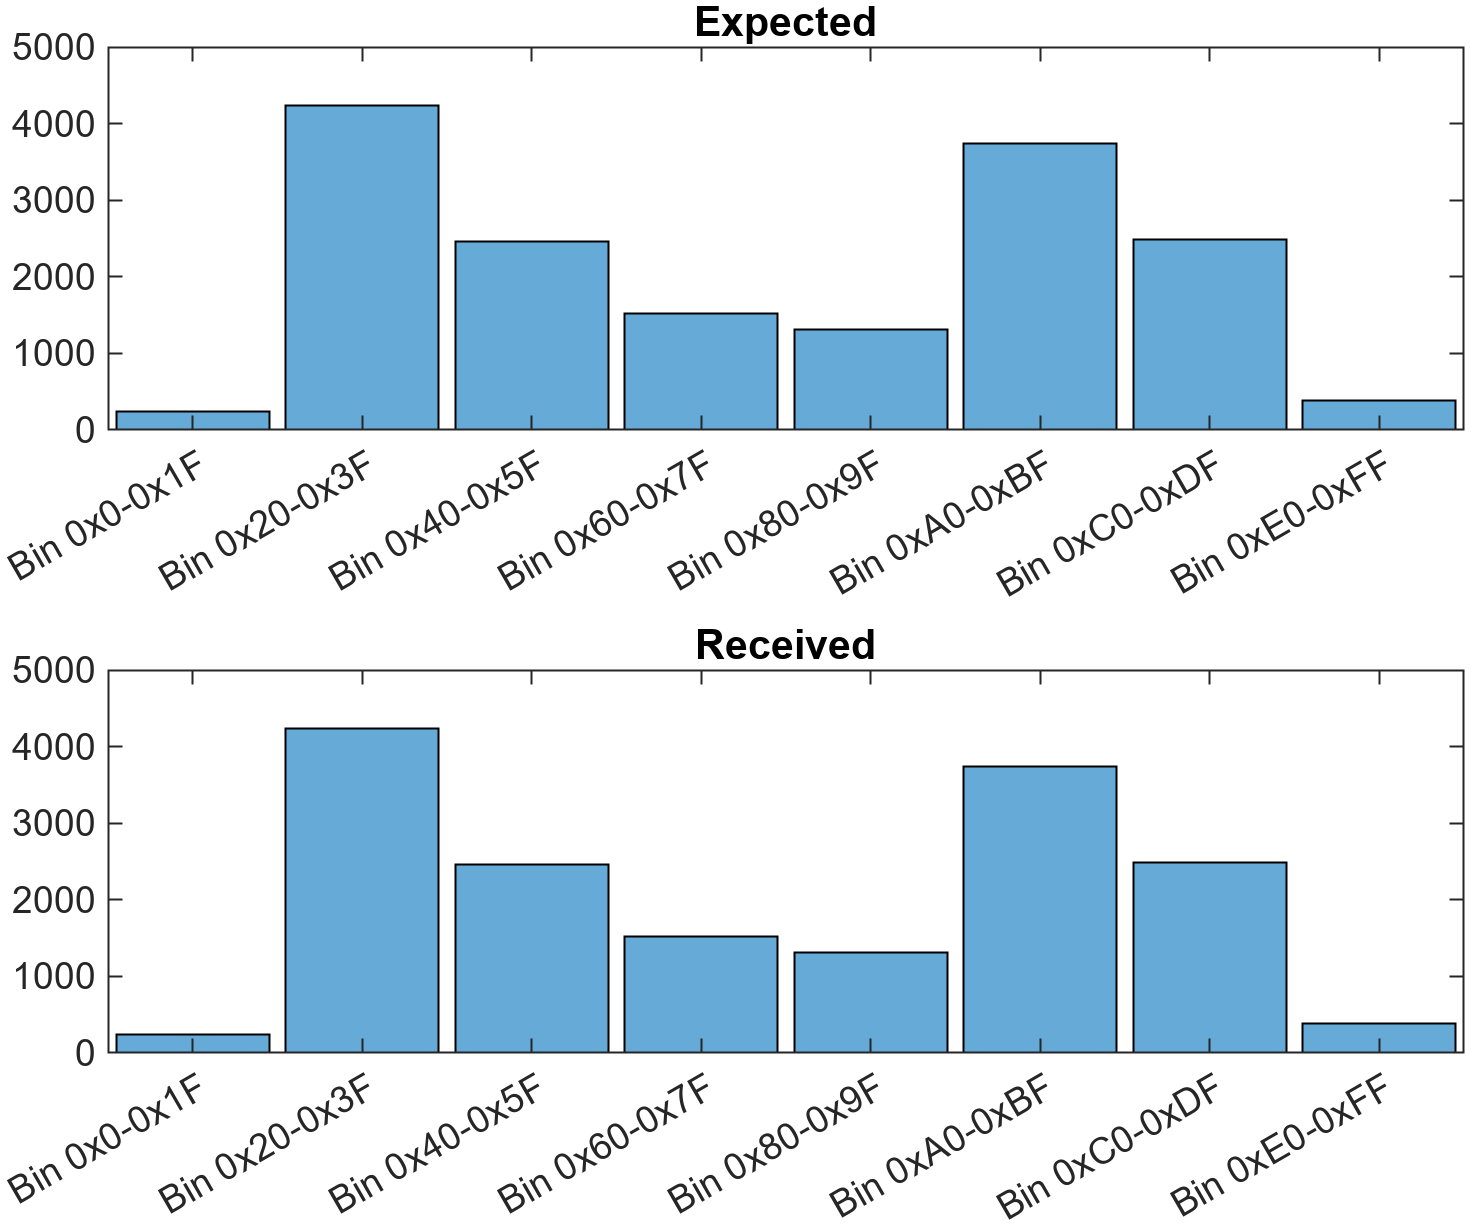 Expected
5000
4000
3000
2000
1000
0
Bin 0x0-0x1F
Bin 0x20-0x3F
Bin 0x40-0x5F
Bin 0x60-0x7F
Bin 0x80-0x9F
Bin 0xA0-0xBF
Bin 0xC0-0xDF
Bin 0xE0-0xFF
Received
5000
4000
3000
2000
1000
0
Bin 0x0-0x1F
Bin 0x20-0x3F
Bin 0x40-0x5F
Bin 0x60-0x7F
Bin 0x80-0x9F
Bin 0xA0-0xBF
Bin 0xC0-0xDF
Bin 0xE0-0xFF